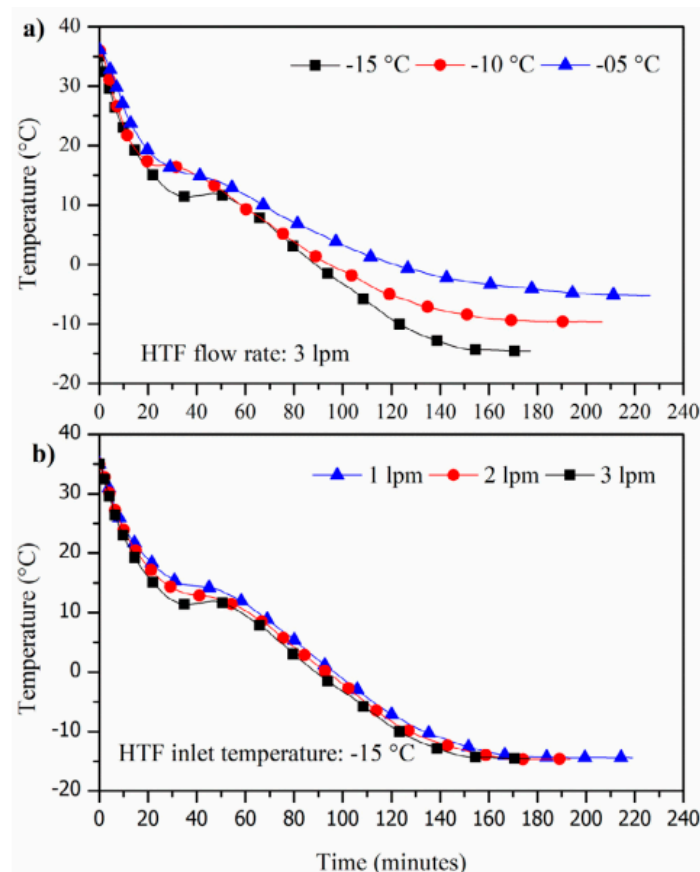 a)
40
30
20
10
0
-10
-20
Temperature (°C)
-15 °C -10 °C -05 °C
HTF flow rate: 3 lpm
0 20 40 60 80 100 120 140 160 180 200 220 240
b)
40
30
20
10
0
-10
-20
Temperature (°C)
1 lpm 2 lpm 3 lpm
HTF inlet temperature: -15 °C
0 20 40 60 80 100 120 140 160 180 200 220 240
Time (minutes)